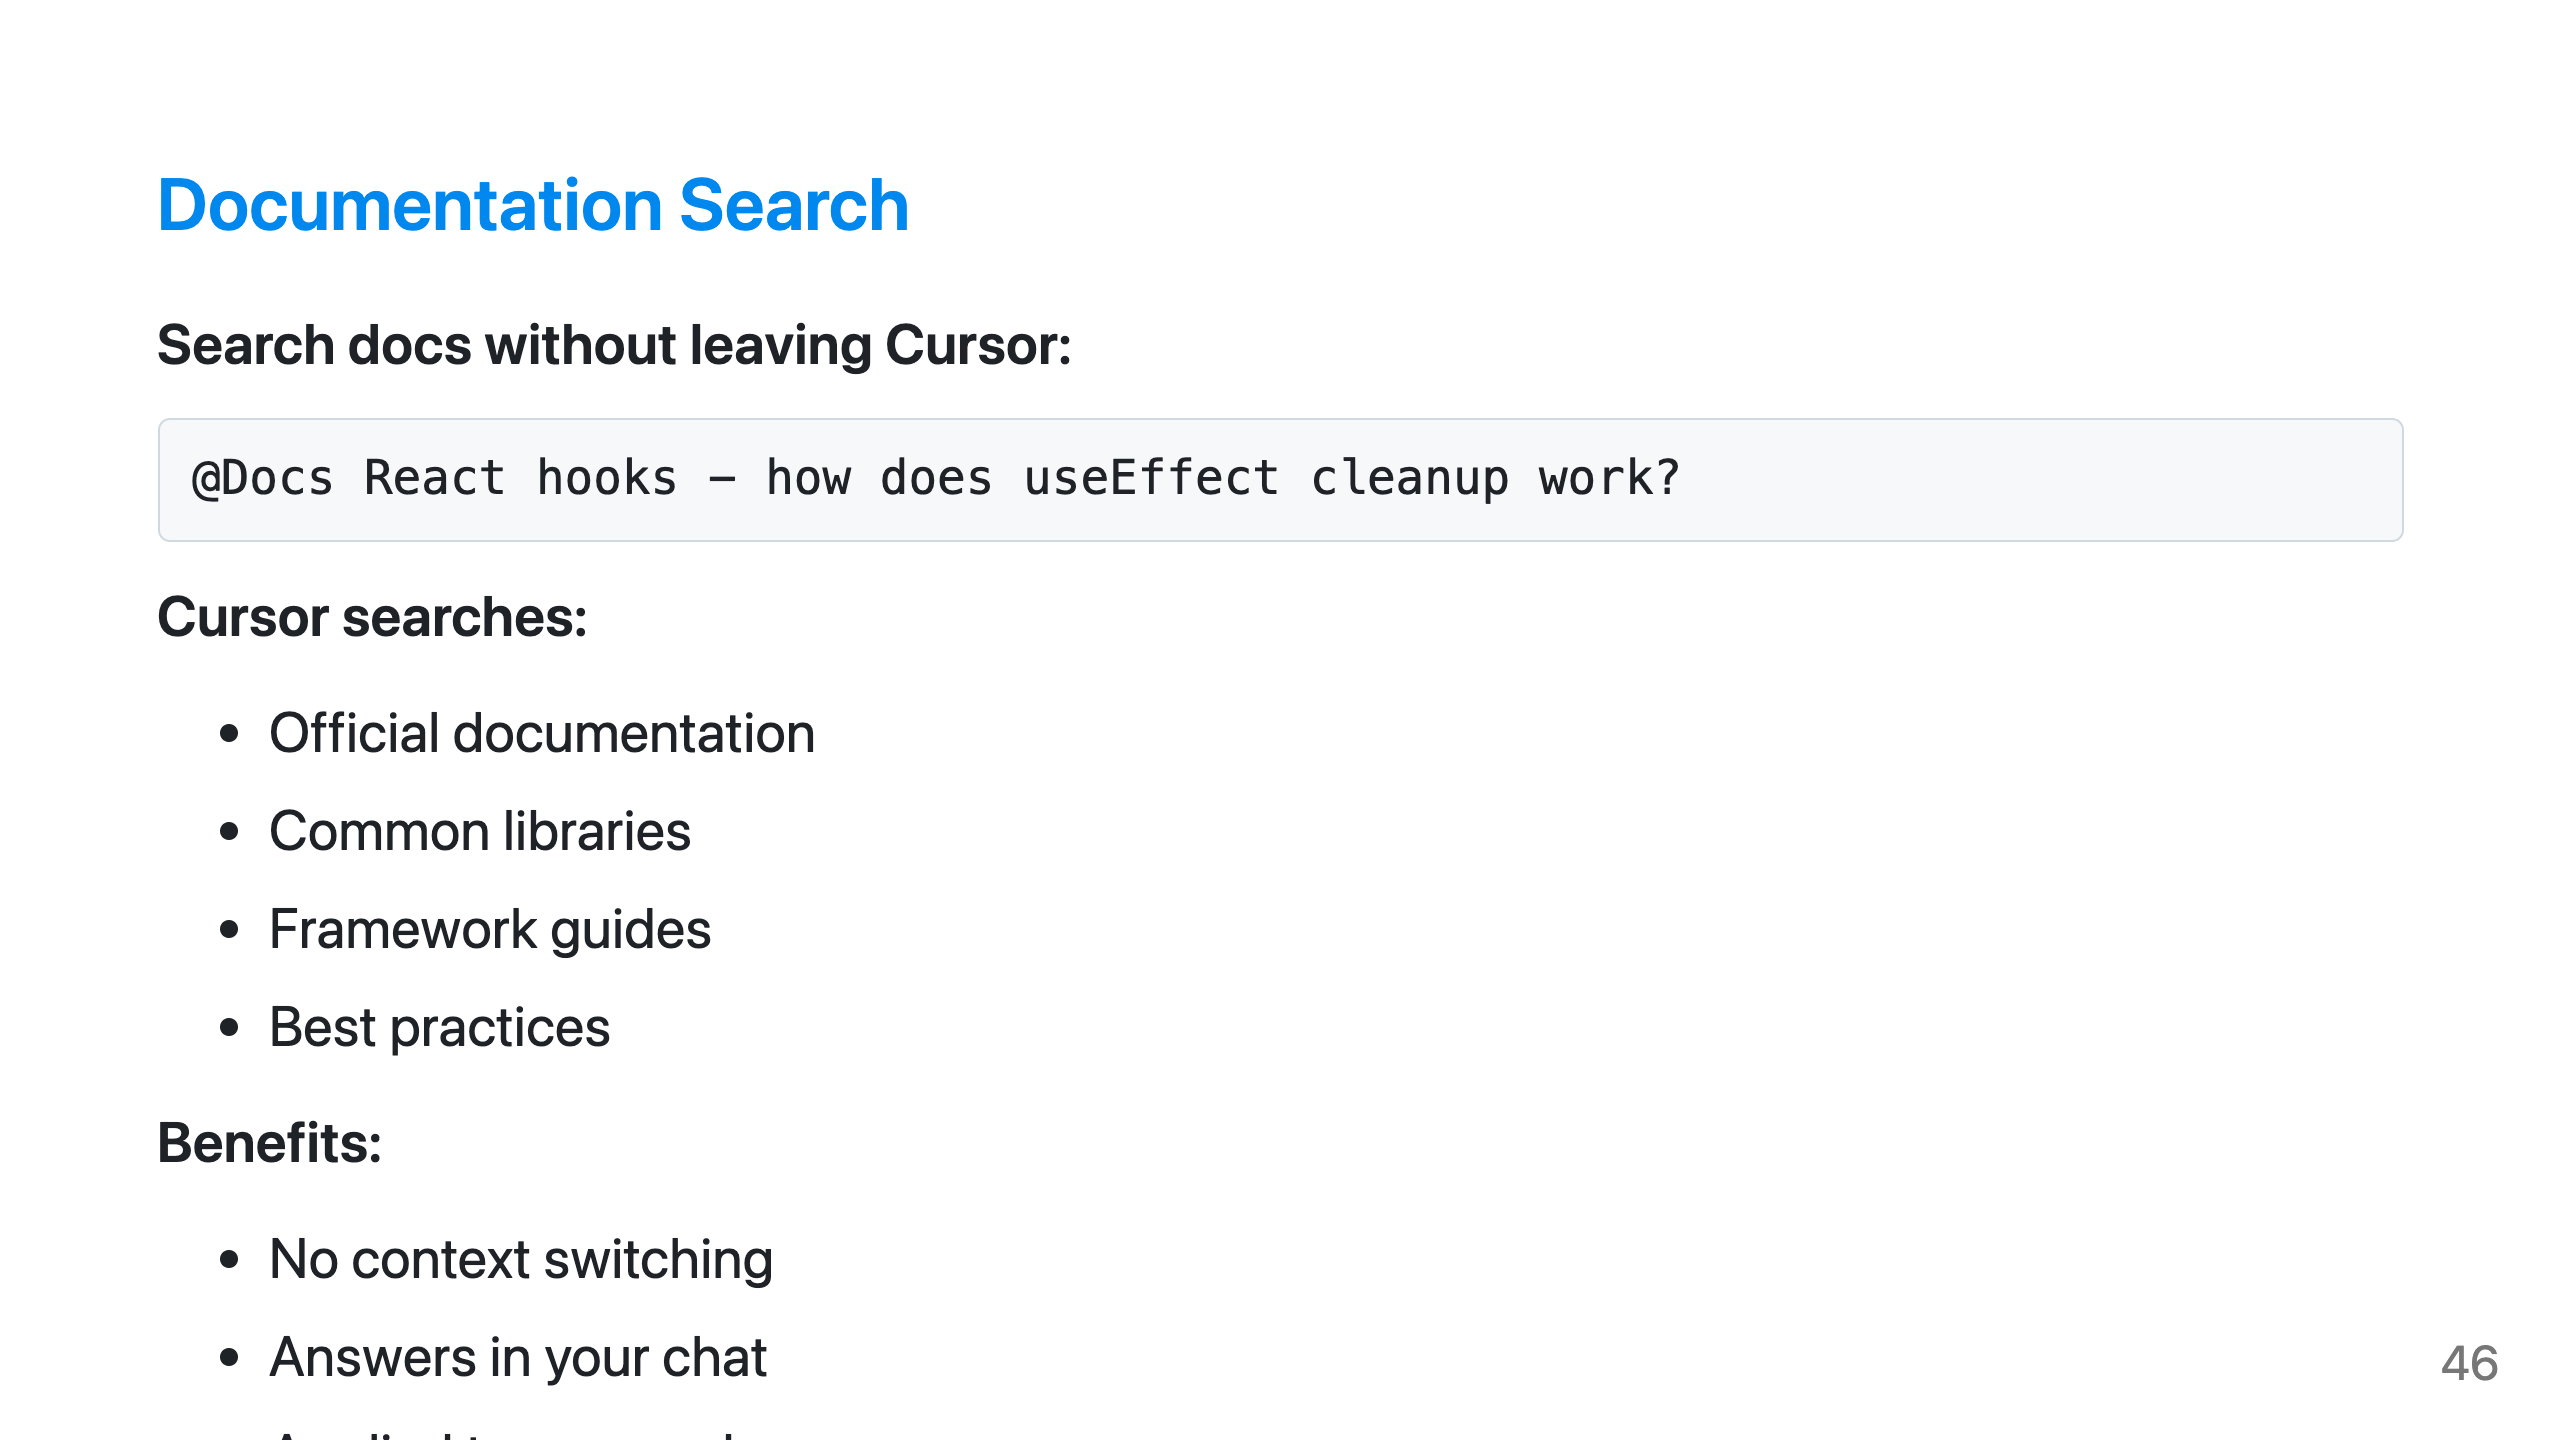 Documentation Search
Search docs without leaving Cursor:
@Docs React hooks - how does useEffect cleanup work?
Cursor searches:
• Official documentation
• Common libraries
• Framework guides
• Best practices
Benefits:
• No context switching
• Answers in your chat
46